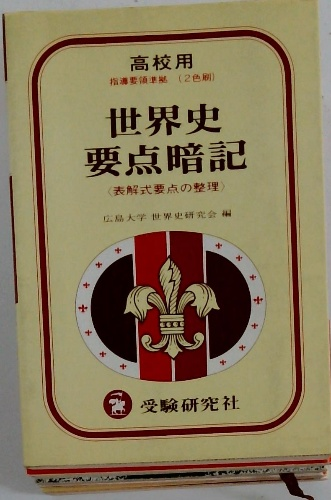 高校用
指導要領準拠 (2色刷)
世界史
要点暗記
〈表解式要点の整理〉
広島大学 世界史研究会 編
受験研究社